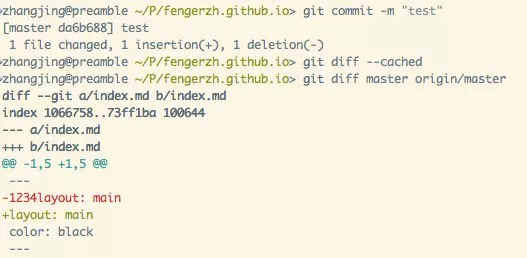 zhangjing@preamble ~/P/fengerzh.github.io> git commit -m "test"
[master da6b688] test
 1 file changed, 1 insertion(+), 1 deletion(-)
zhangjing@preamble ~/P/fengerzh.github.io> git diff --cached
zhangjing@preamble ~/P/fengerzh.github.io> git diff master origin/master
diff --git a/index.md b/index.md
index 1066758..73ff1ba 100644
--- a/index.md
+++ b/index.md
@@ -1,5 +1,5 @@
 ---
-1234layout: main
+layout: main
 color: black
 ---